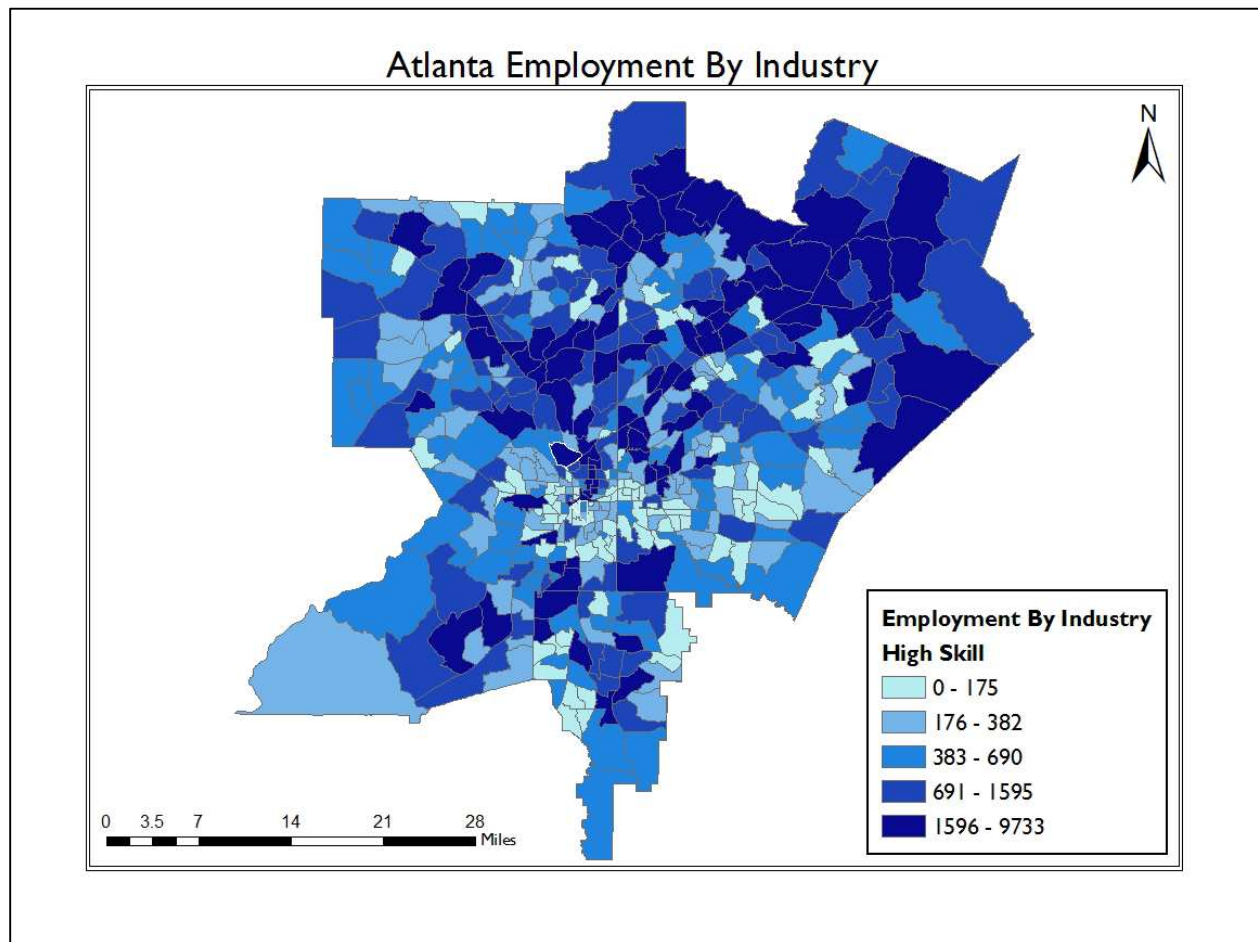 Atlanta Employment By Industry
N
Employment By Industry
High Skill
0 - 175
176 - 382
383 - 690
691 - 1595
1596 - 9733
0 3.5 7 14 21 28
Miles